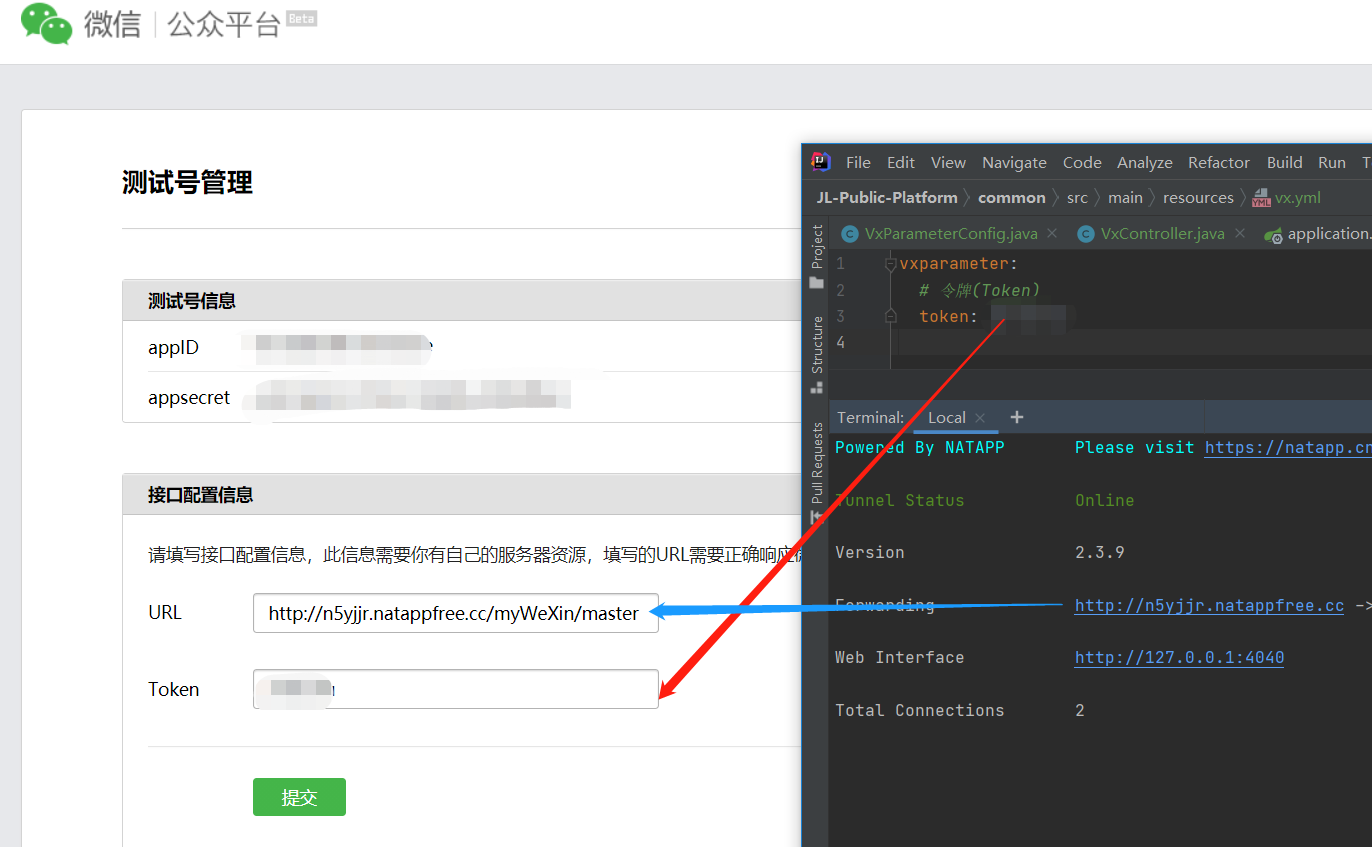 微信 | 公众平台 Beta
测试号管理
测试号信息
appID
appsecret
接口配置信息
请填写接口配置信息，此信息需要你有自己的服务器资源，填写的URL需要正确响应
URL
http://n5yjjr.natappfree.cc/myWeXin/master
Token
提交
File Edit View Navigate Code Analyze Refactor Build Run T
JL-Public-Platform common src main resources vx.yml
VxParameterConfig.java VxController.java application.
Project
Structure
Pull Requests
1 vxparameter:
2 # 令牌(Token)
3 token:
4
Terminal: Local
Powered By NATAPP Please visit https://natapp.cn
Tunnel Status Online
Version 2.3.9
Forwarding http://n5yjjr.natappfree.cc ->
Web Interface http://127.0.0.1:4040
Total Connections 2